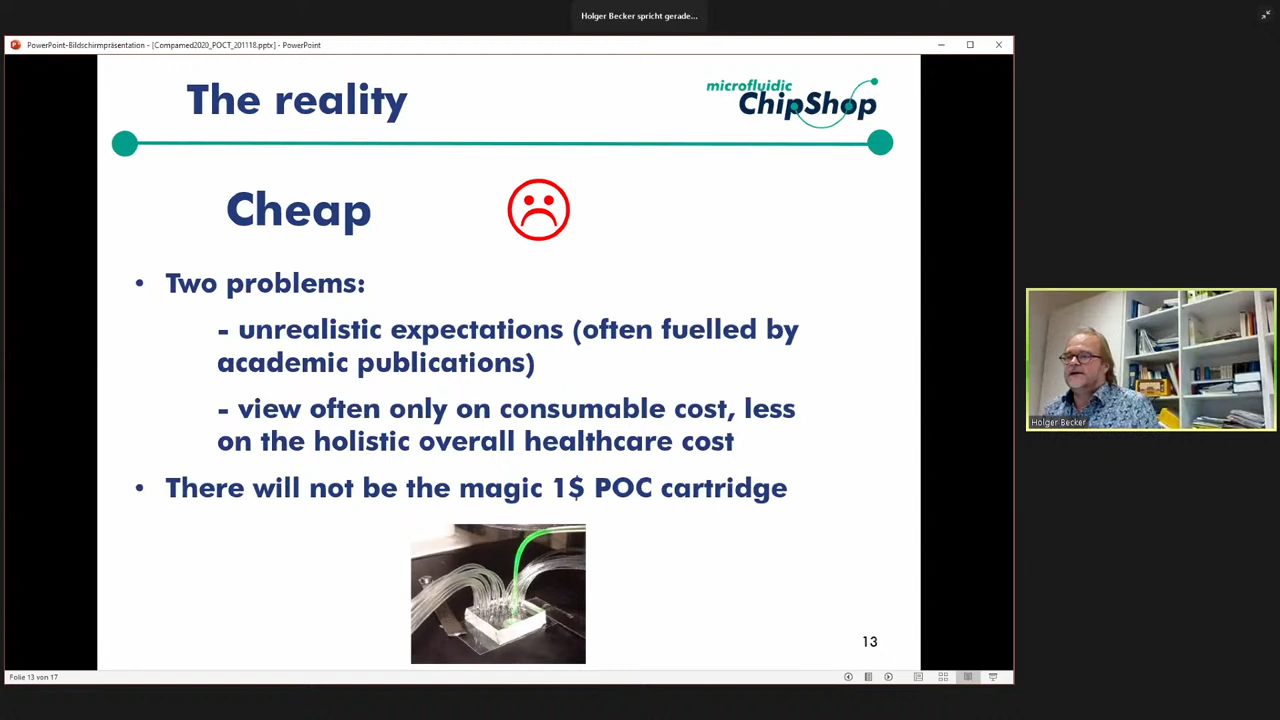 Holger Becker spricht gerade...
PowerPoint-Bildschirmpräsentation - [Compamed2020_POCT_201118.pptx] - PowerPoint
The reality
microfluidic
ChipShop
Cheap
• Two problems:
- unrealistic expectations (often fuelled by
academic publications)
- view often only on consumable cost, less
on the holistic overall healthcare cost
• There will not be the magic 1$ POC cartridge
Holger Becker
13
Folie 13 von 17